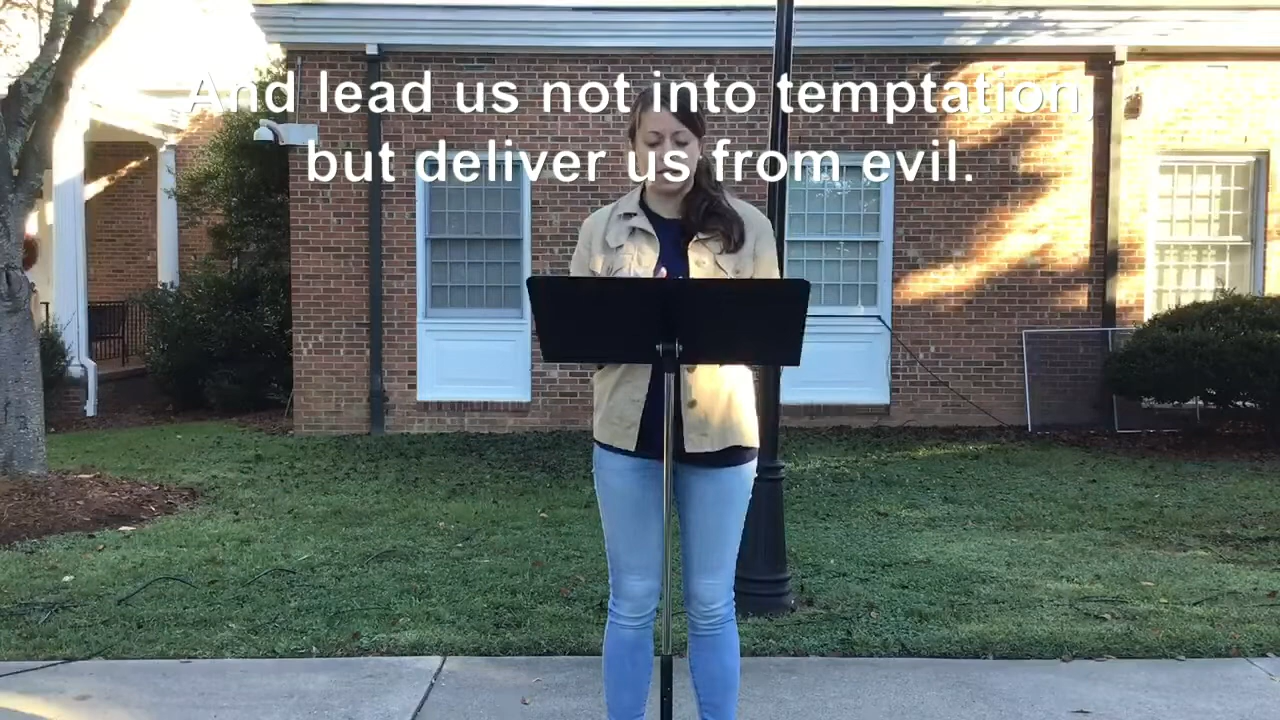 And lead us not into temptation,
but deliver us from evil.